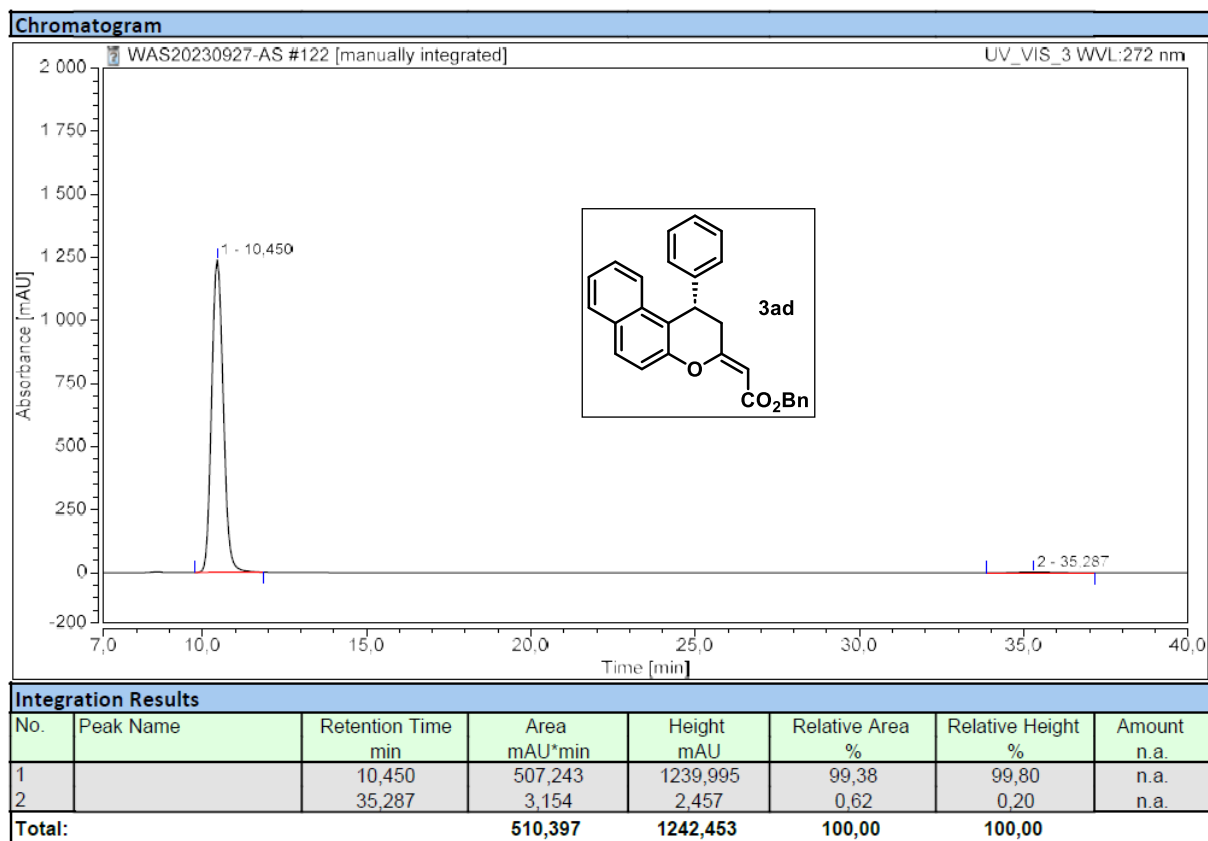 Chromatogram
WAS20230927-AS #122 [manually integrated] UV_VIS_3 WVL:272 nm
2 000
1 750
1 500
1 250
1 000
750
500
250
0
-200
Absorbance [mAU]
1 - 10,450
3ad
O
CO2Bn
2 - 35,287
7,0 10,0 15,0 20,0 25,0 30,0 35,0 40,0
Time [min]
Integration Results
No. Peak Name Retention Time Area Height Relative Area Relative Height Amount
min mAU*min mAU % % n.a.
1 10,450 507,243 1239,995 99,38 99,80 n.a.
2 35,287 3,154 2,457 0,62 0,20 n.a.
Total: 510,397 1242,453 100,00 100,00